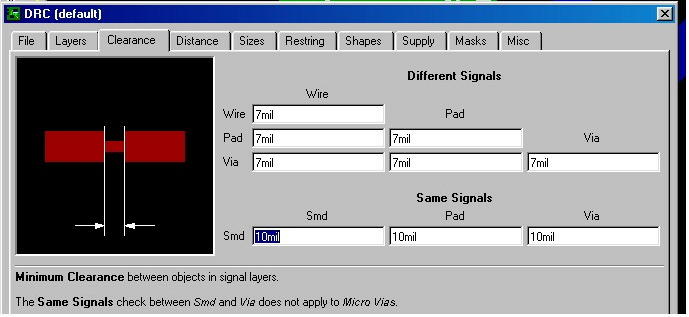 DRC (default)
File Layers Clearance Distance Sizes Restring Shapes Supply Masks Misc
Different Signals
Wire
Wire 7mil Pad
Pad 7mil 7mil Via
Via 7mil 7mil 7mil
Same Signals
Smd Pad Via
Smd 10mil 10mil 10mil
Minimum Clearance between objects in signal layers.
The Same Signals check between Smd and Via does not apply to Micro Vias.